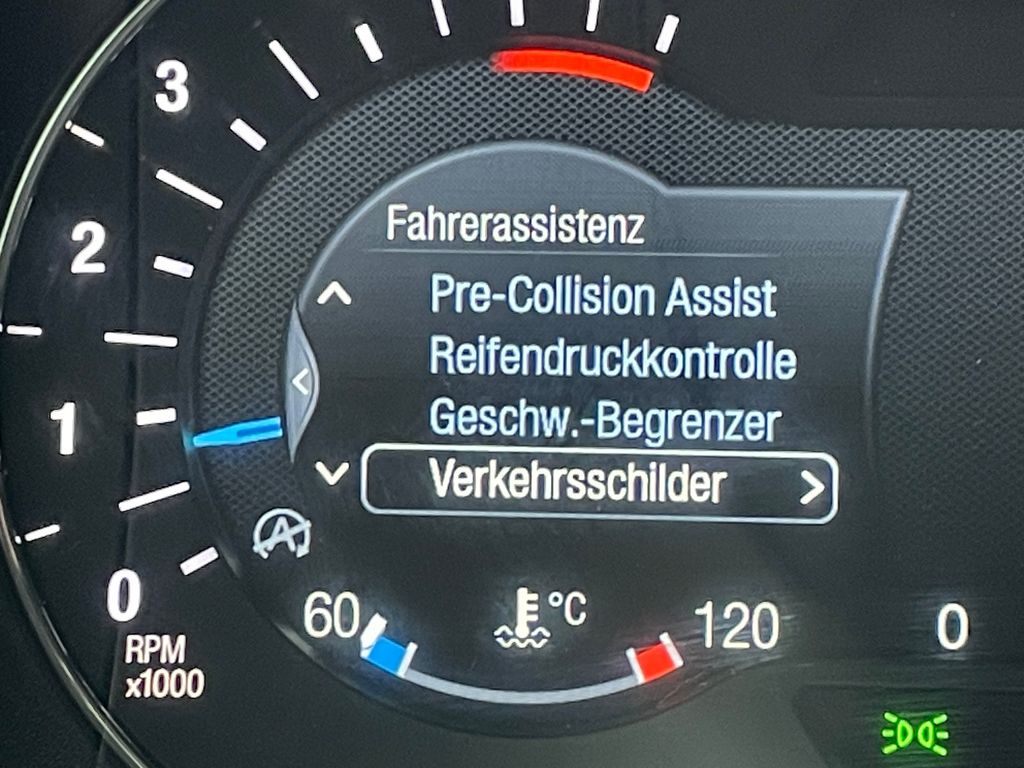 3
2
1
0
RPM
x1000
Fahrerassistenz
Pre-Collision Assist
Reifendruckkontrolle
Geschw.-Begrenzer
Verkehrsschilder
A
60
°C
120
0